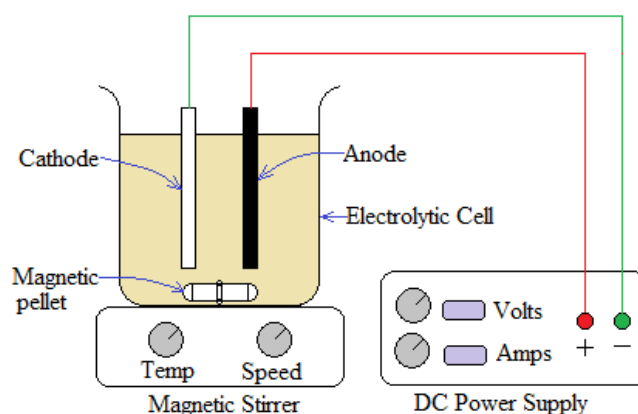 Cathode
Anode
Electrolytic Cell
Magnetic
pellet
Volts
Amps
+ −
Temp Speed
Magnetic Stirrer
DC Power Supply